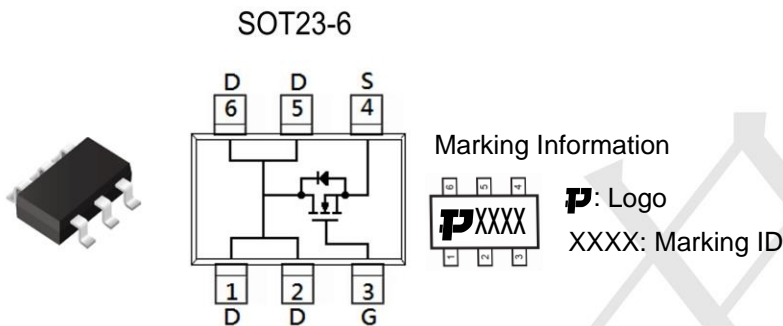 SOT23-6
D D S
6 5 4
Marking Information
6 5 4
XXXX
1 2 3
: Logo
XXXX: Marking ID
1 2 3
D D G